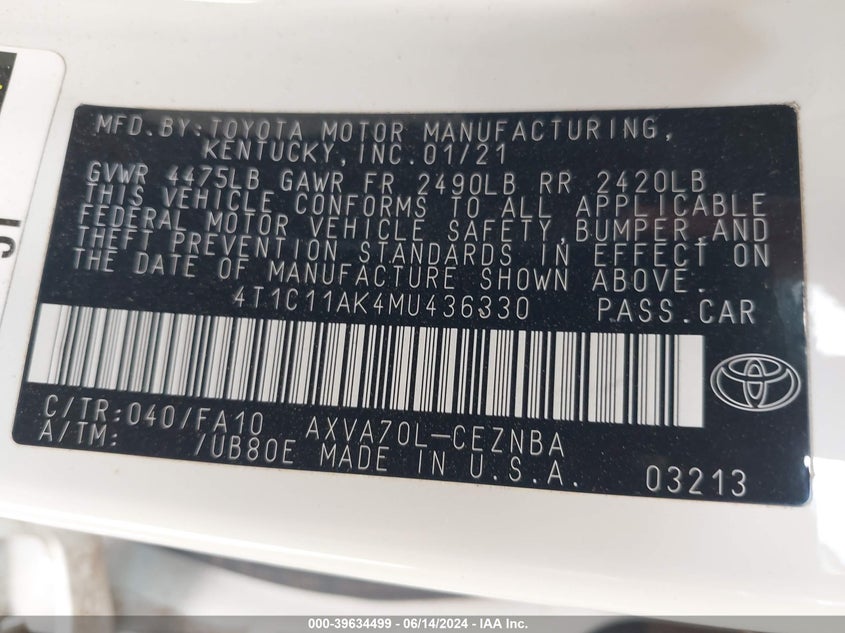 MFD.BY:TOYOTA MOTOR MANUFACTURING,
KENTUCKY,INC.01/21
GVWR 4475LB GAWR FR 2490LB RR 2420LB
THIS VEHICLE CONFORMS TO ALL APPLICABLE
FEDERAL MOTOR VEHICLE SAFETY,BUMPER,AND
THEFT PREVENTION STANDARDS IN EFFECT ON
THE DATE OF MANUFACTURE SHOWN ABOVE.
4T1C11AK4MU436330 PASS.CAR
C/TR:040/FA10 AXVA70L-CEZNBA
A/TM: /UB80E MADE IN U.S.A. 03213
000-39634499 - 06/14/2024 - IAA Inc.